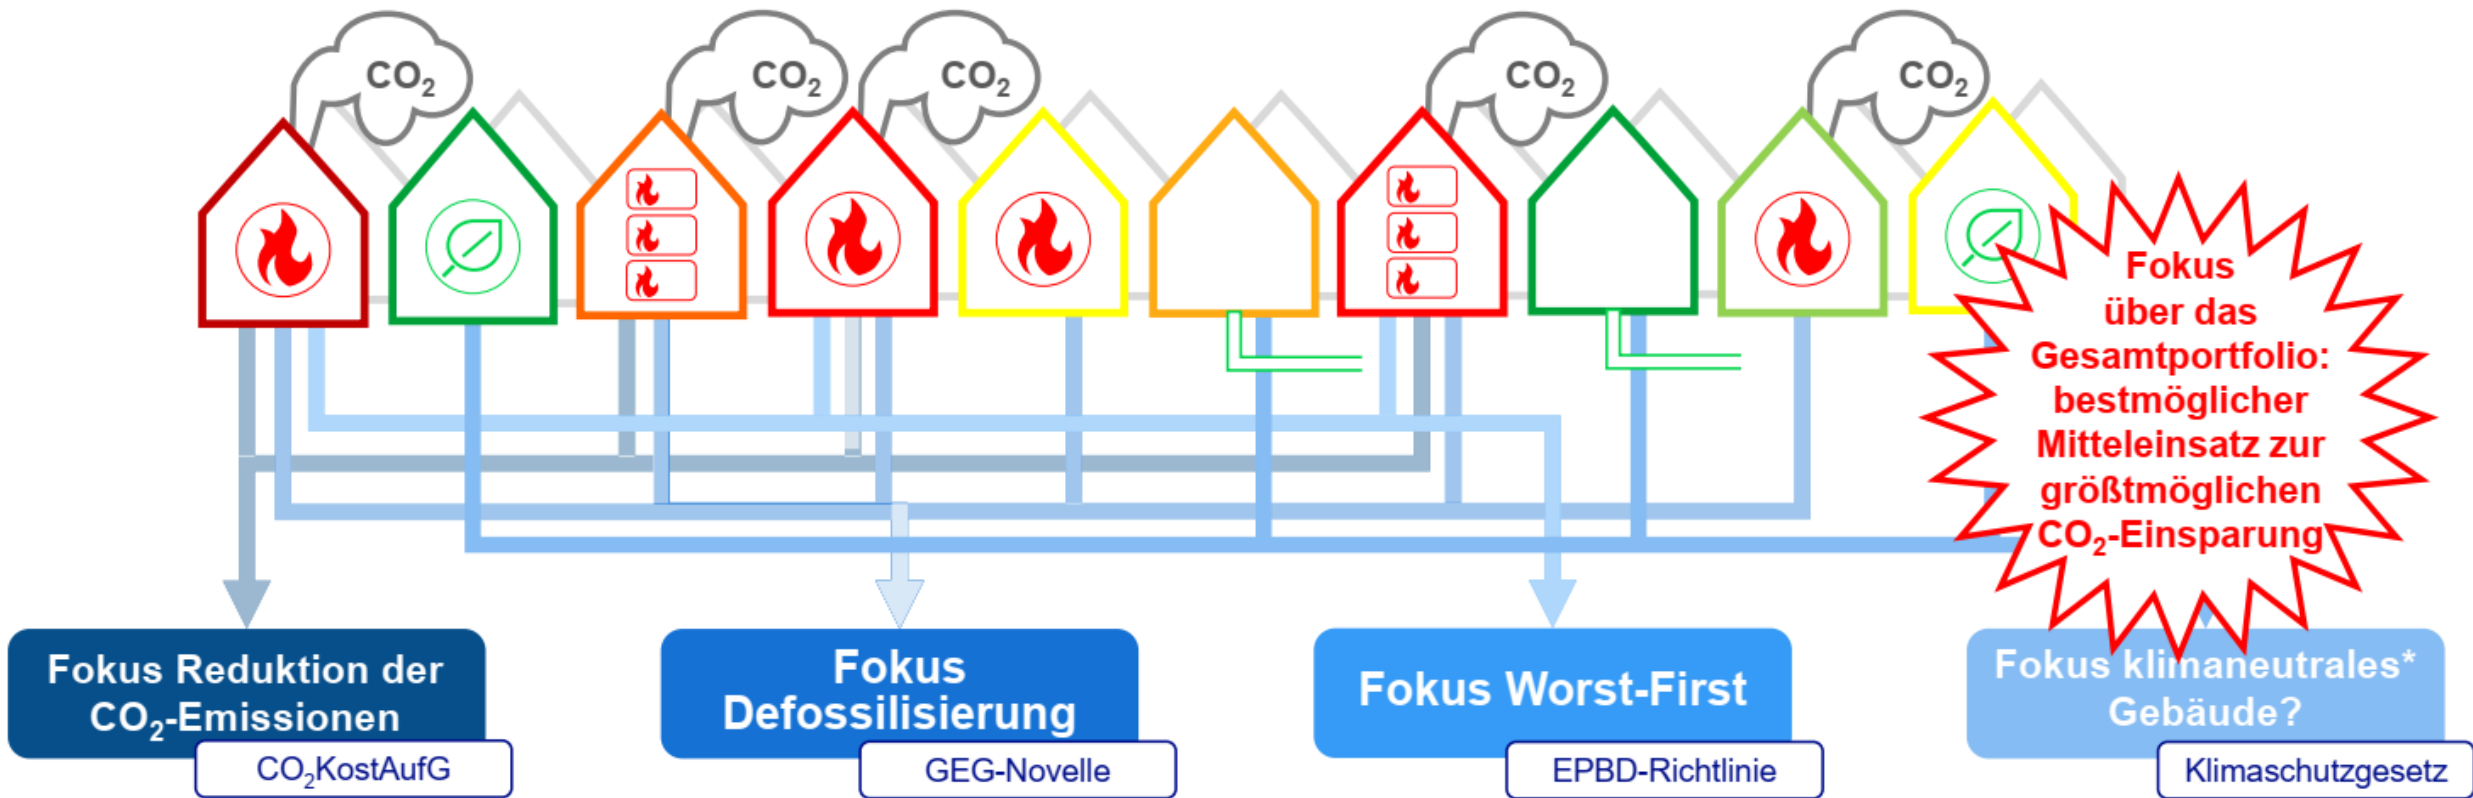 CO₂
CO₂
CO₂
CO₂
CO₂
Fokus
über das
Gesamtportfolio:
bestmöglicher
Mitteleinsatz zur
größtmöglichen
CO₂-Einsparung
Fokus Reduktion der
CO₂-Emissionen
CO₂KostAufG
Fokus
Defossilisierung
GEG-Novelle
Fokus Worst-First
EPBD-Richtlinie
Fokus klimaneutrales*
Gebäude?
Klimaschutzgesetz